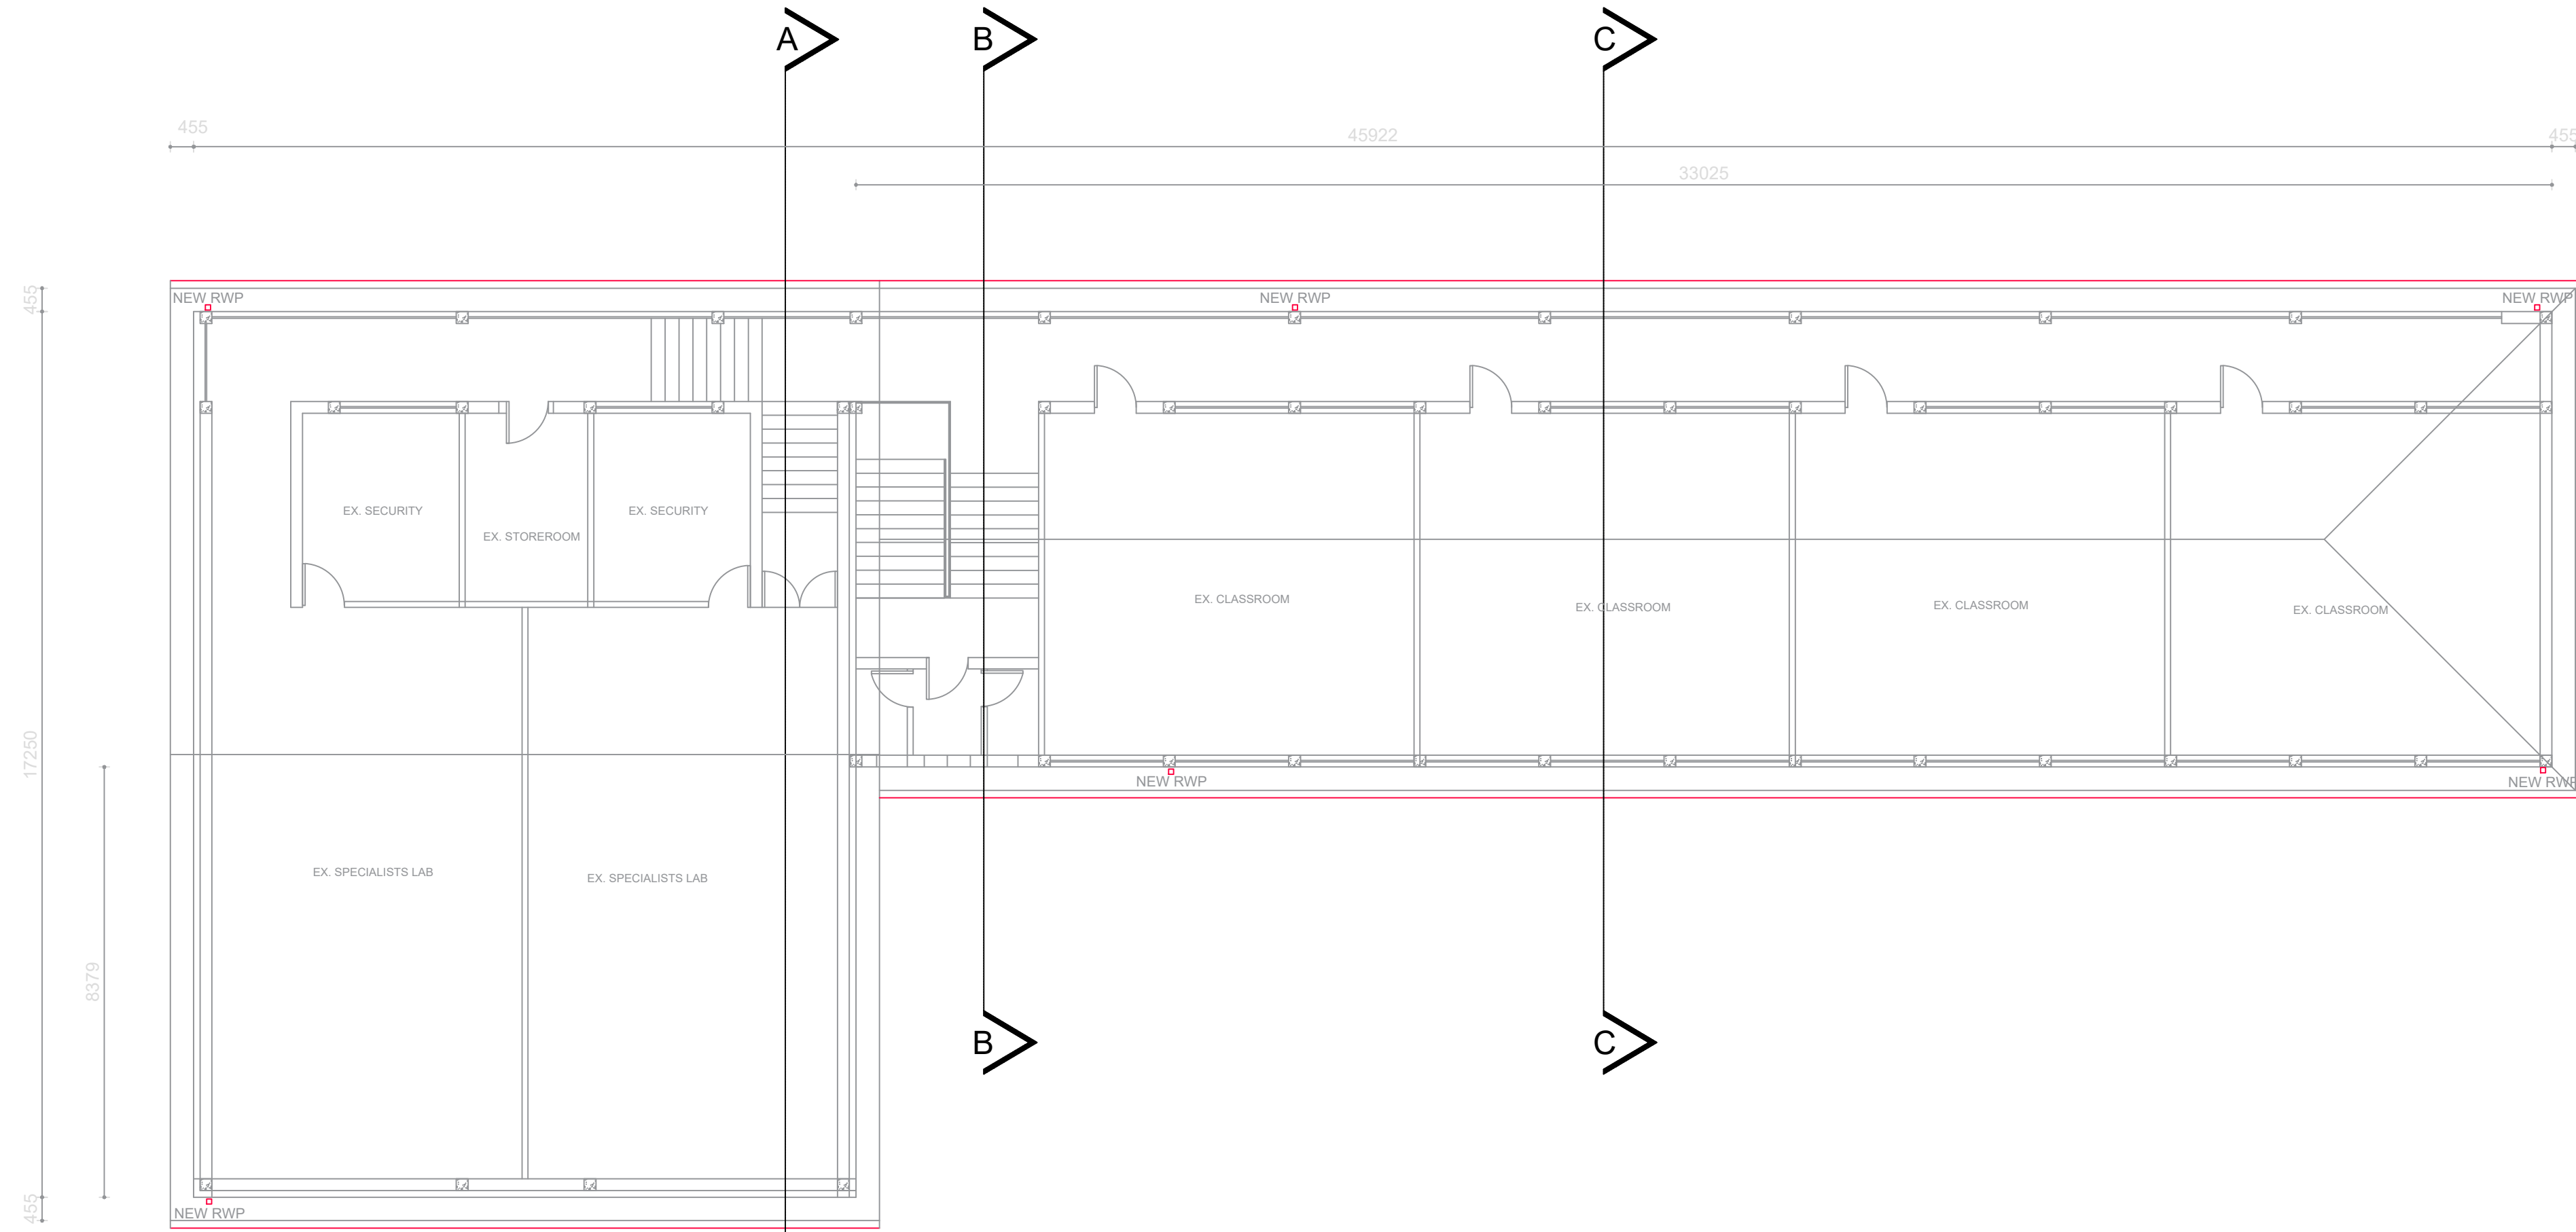 A
B
C
455
45922
455
33025
455
NEW RWP
NEW RWP
NEW RWP
EX. SECURITY
EX. SECURITY
EX. STOREROOM
EX. CLASSROOM
EX. CLASSROOM
EX. CLASSROOM
EX. CLASSROOM
17250
NEW RWP
NEW RWP
EX. SPECIALISTS LAB
EX. SPECIALISTS LAB
8379
B
C
455
NEW RWP